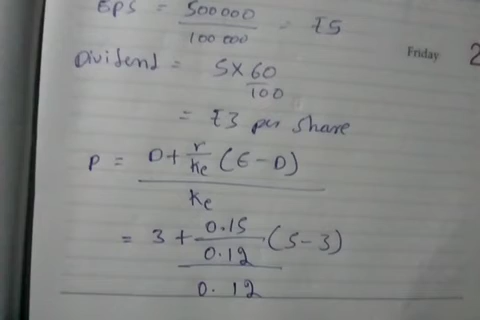 EPS = 500000 / 100000 = ₹5
Friday 2
Dividend = 5 × 60 / 100
= ₹3 per share
P = D + r/Ke (E - D) / Ke
= 3 + 0.15/0.12 (5 - 3) / 0.12